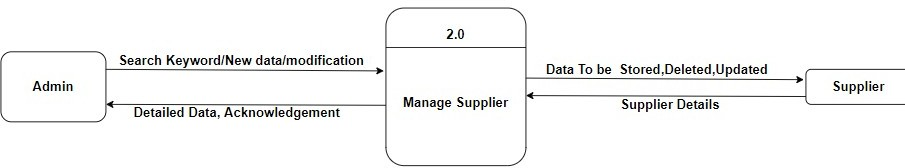 2.0
Search Keyword/New data/modification
Data To be Stored,Deleted,Updated
Admin
Supplier
Manage Supplier
Supplier Details
Detailed Data, Acknowledgement